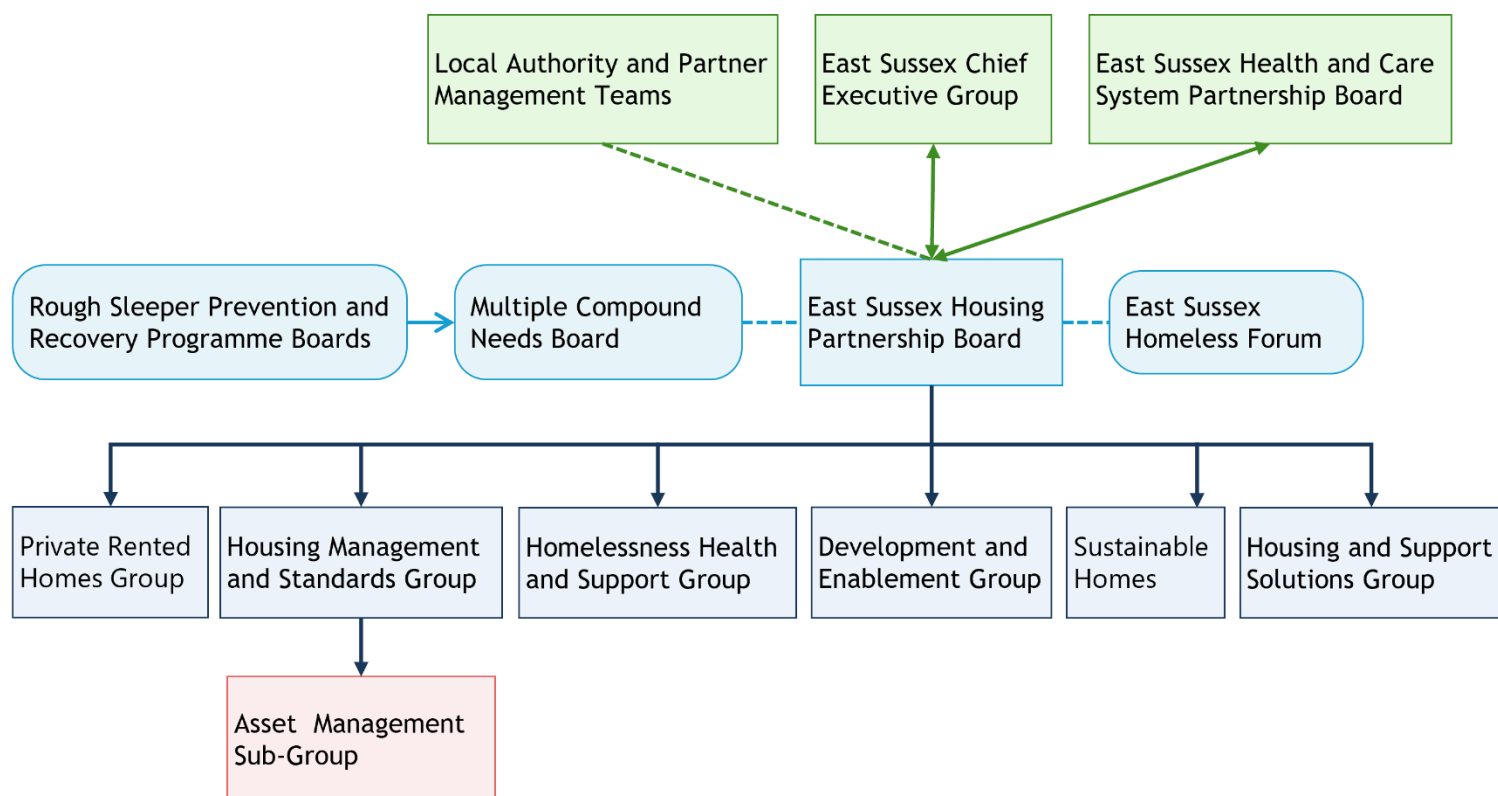 Local Authority and Partner
Management Teams
East Sussex Chief
Executive Group
East Sussex Health and Care
System Partnership Board
Rough Sleeper Prevention and
Recovery Programme Boards
Multiple Compound
Needs Board
East Sussex Housing
Partnership Board
East Sussex
Homeless Forum
Private Rented
Homes Group
Housing Management
and Standards Group
Homelessness Health
and Support Group
Development and
Enablement Group
Sustainable
Homes
Housing and Support
Solutions Group
Asset  Management
Sub-Group